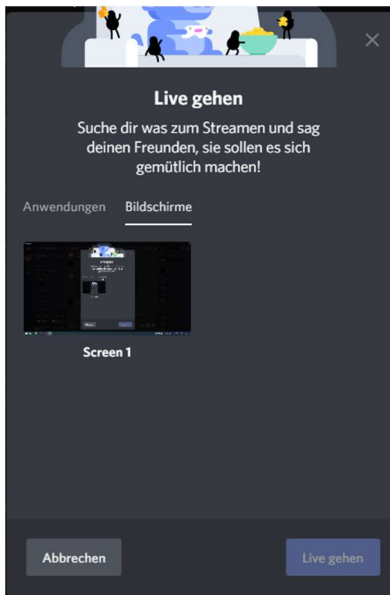 Live gehen
Suche dir was zum Streamen und sag
deinen Freunden, sie sollen es sich
gemütlich machen!
Anwendungen Bildschirme
Screen 1
Abbrechen Live gehen